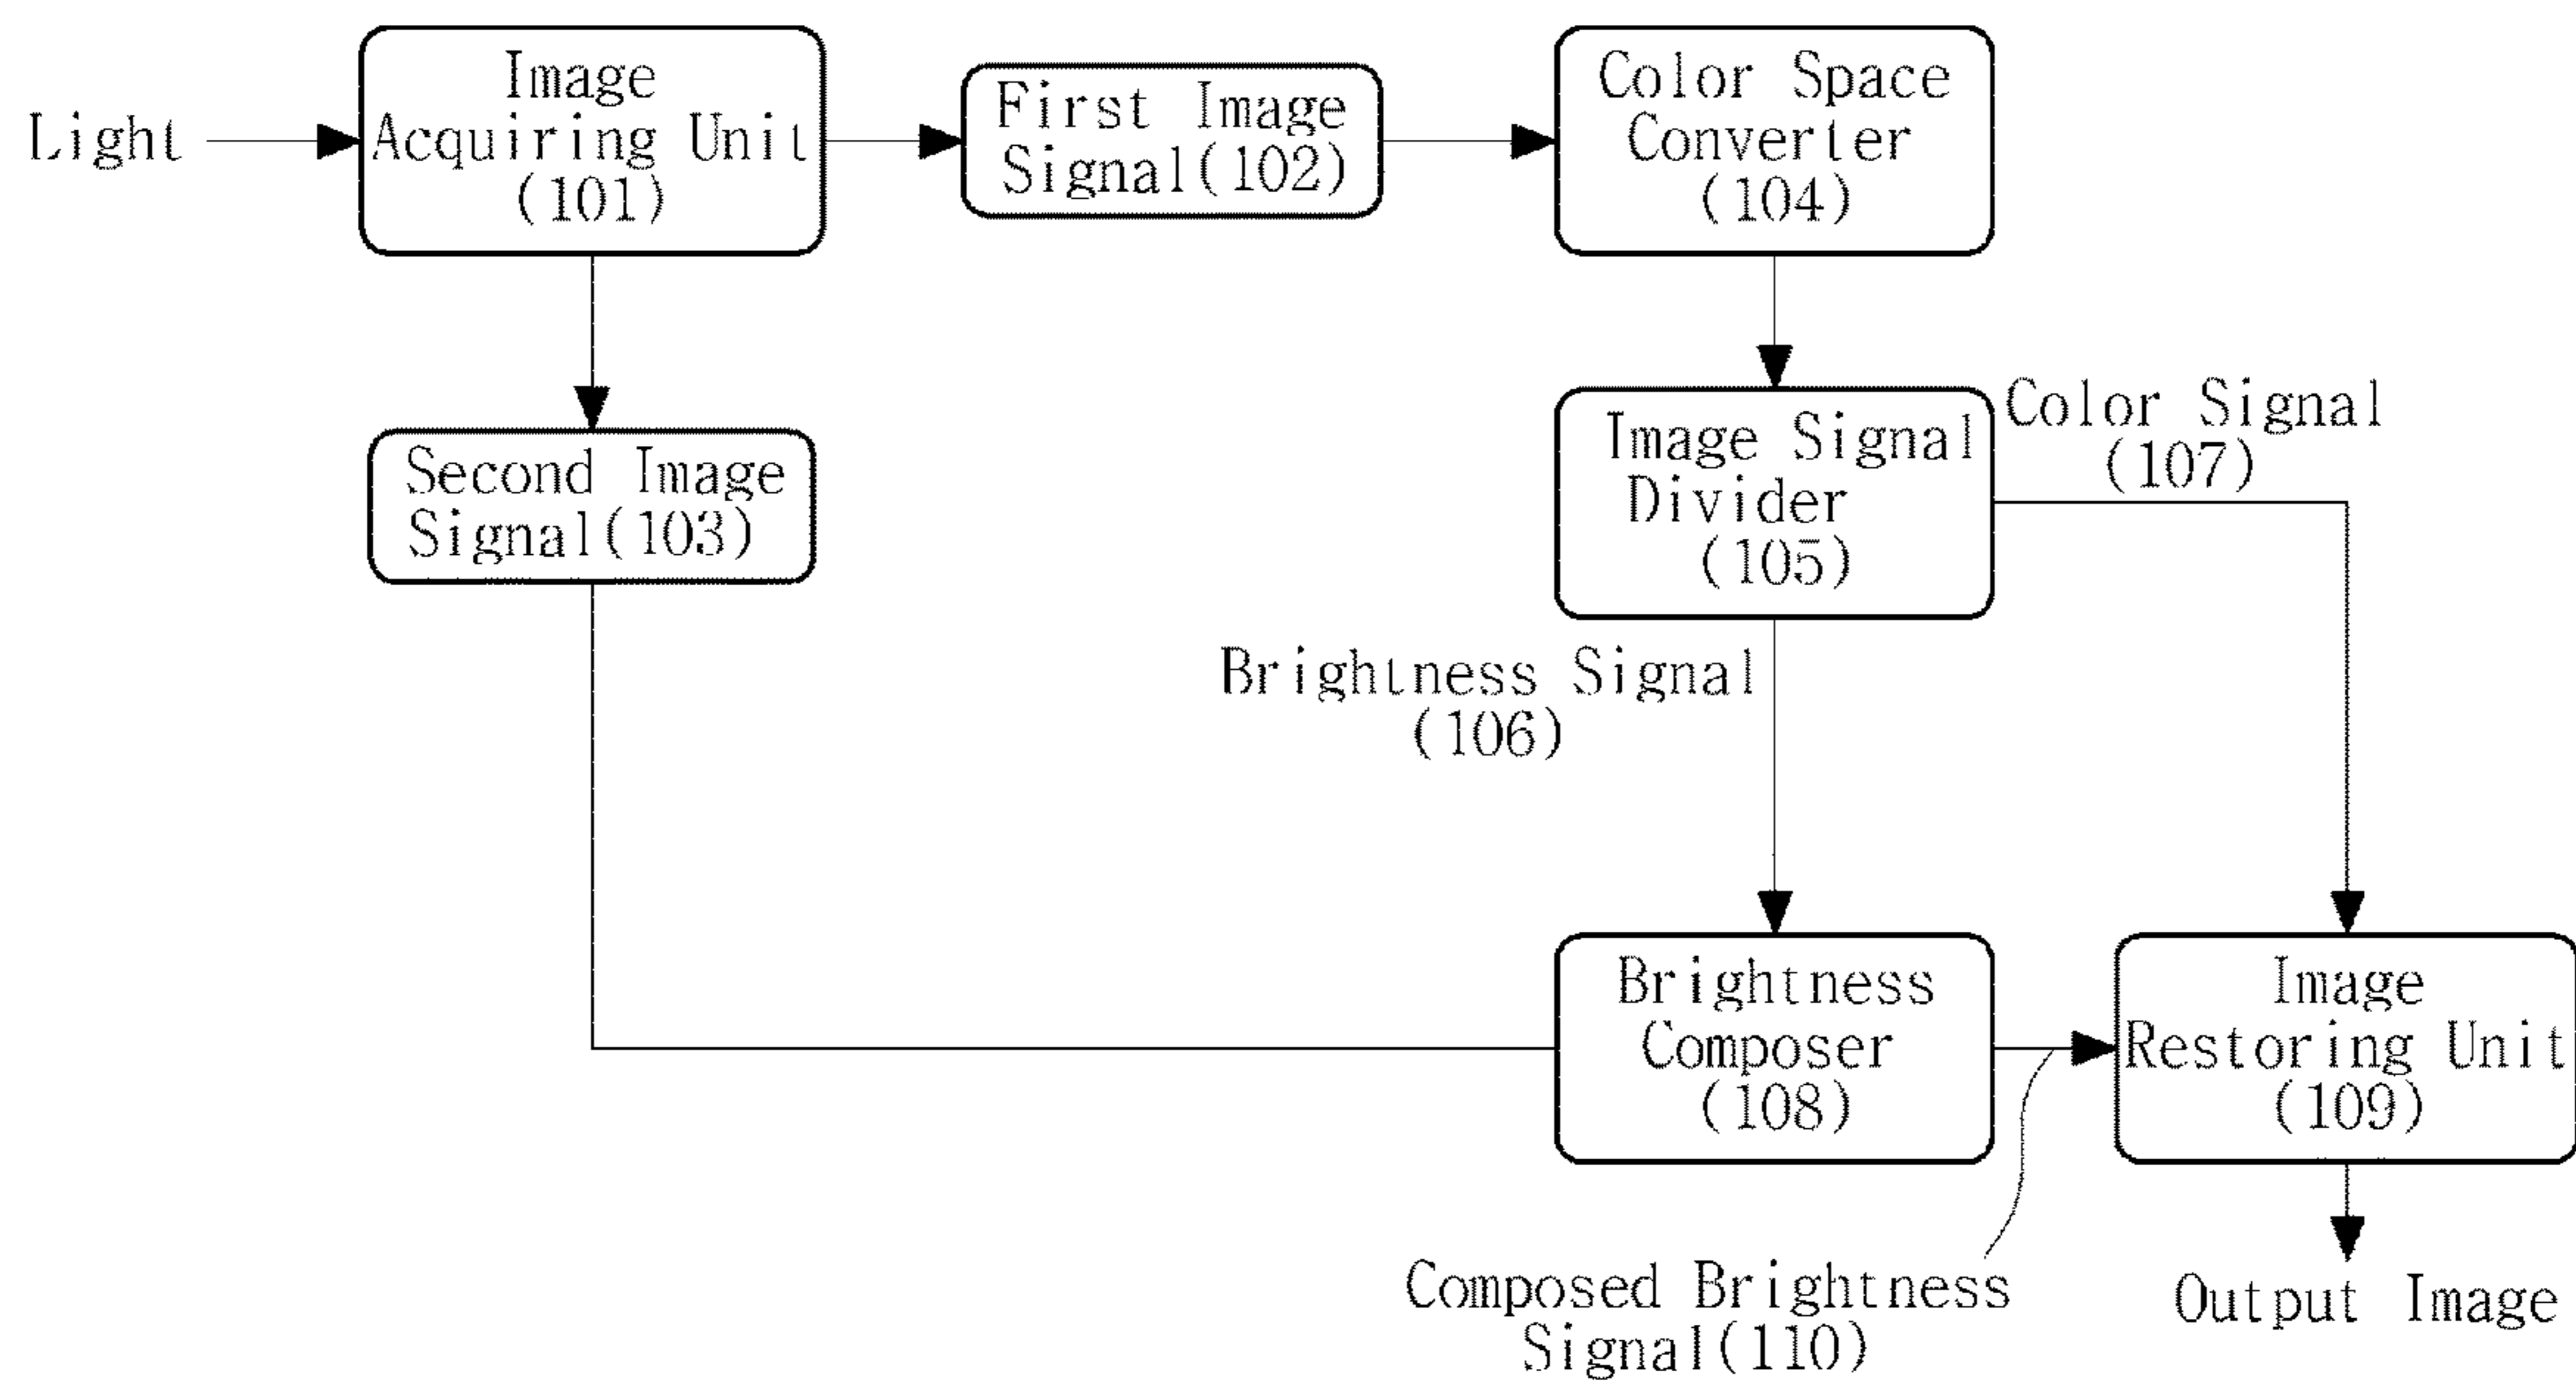 Light
Image
Acquiring Unit
(101)
First Image
Signal(102)
Color Space
Converter
(104)
Second Image
Signal(103)
Image Signal
Divider
(105)
Color Signal
(107)
Brightness Signal
(106)
Brightness
Composer
(108)
Image
Restoring Unit
(109)
Composed Brightness
Signal(110)
Output Image